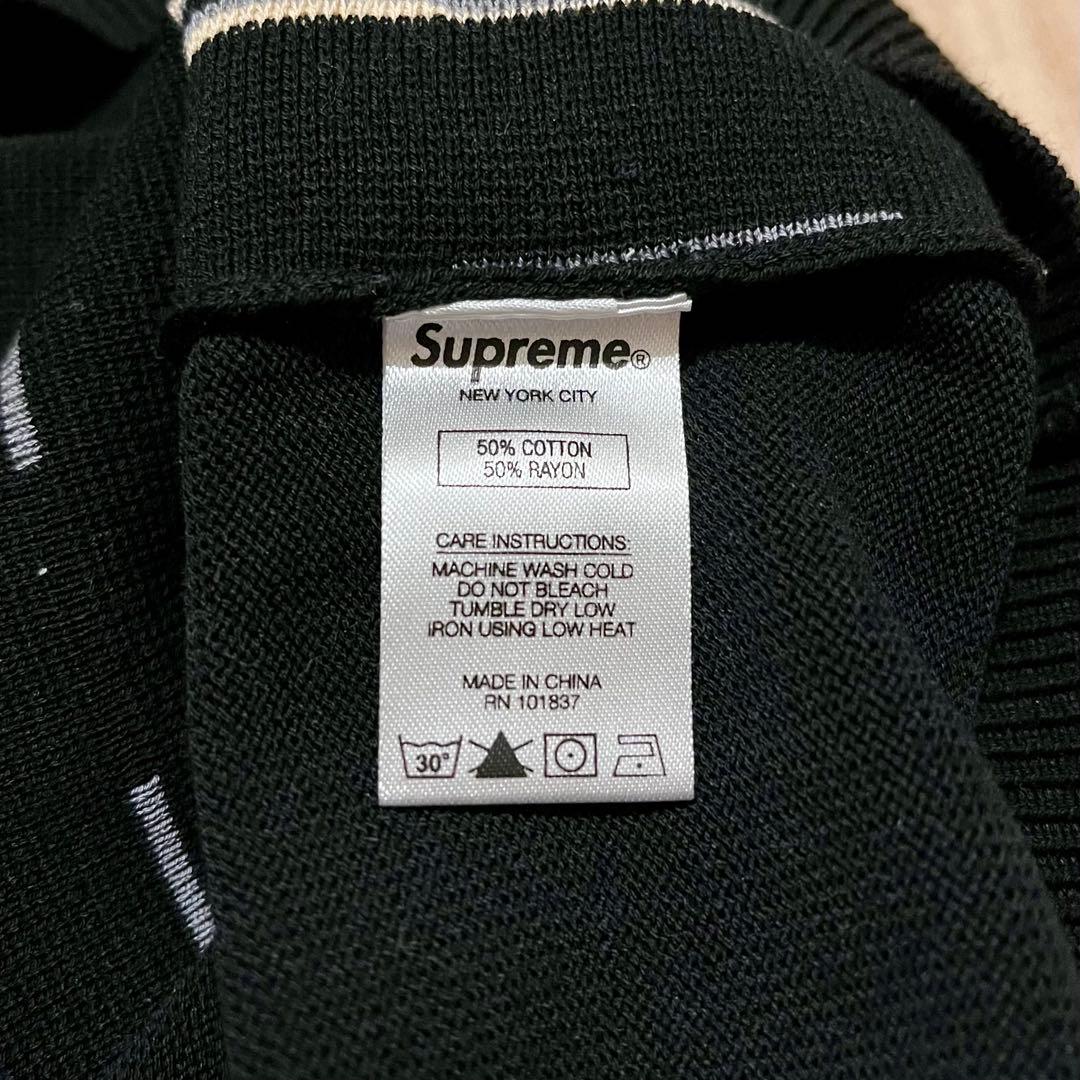 Supreme®
NEW YORK CITY
50% COTTON
50% RAYON
CARE INSTRUCTIONS:
MACHINE WASH COLD
DO NOT BLEACH
TUMBLE DRY LOW
IRON USING LOW HEAT
MADE IN CHINA
RN 101837
30°